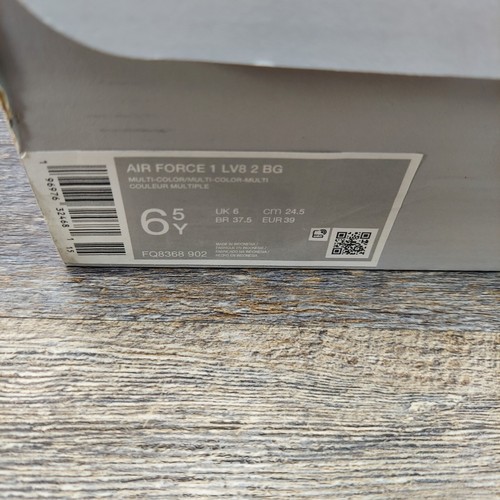 AIR FORCE 1 LV8 2 BG
MULTI-COLOR/MULTI-COLOR-MULTI
COULEUR MULTIPLE
6.5Y
UK 6 cm 24.5
BR 37.5 EUR 39
FQ8368 902